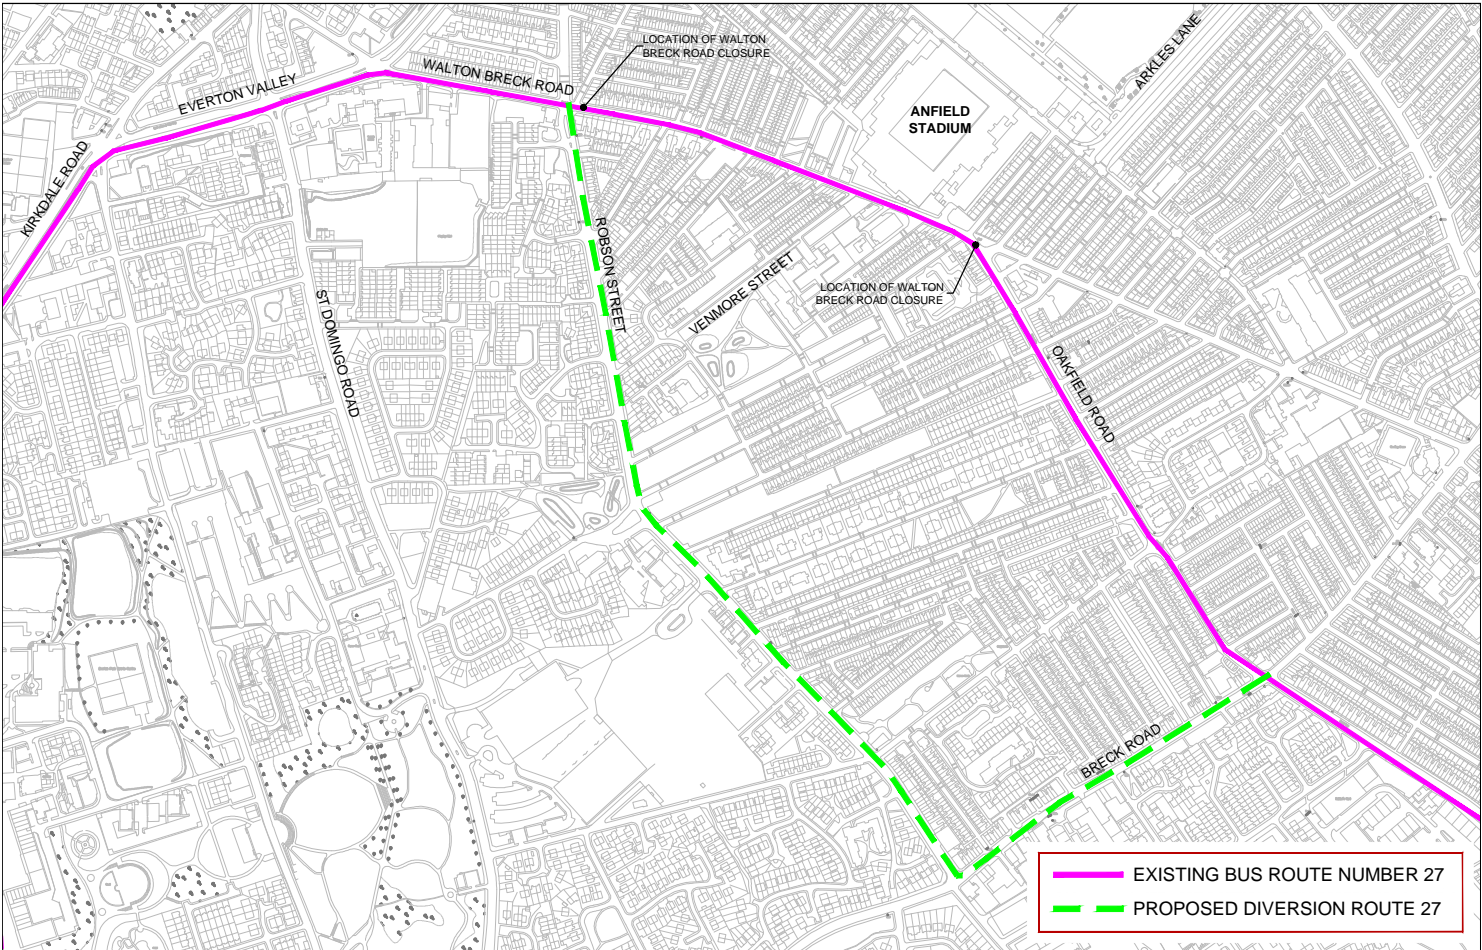 LOCATION OF WALTON
BRECK ROAD CLOSURE
ARKLES LANE
WALTON BRECK ROAD
EVERTON VALLEY
ANFIELD
STADIUM
KIRKDALE ROAD
ROBSON STREET
VENMORE STREET
LOCATION OF WALTON
BRECK ROAD CLOSURE
ST DOMINGO ROAD
OAKFIELD ROAD
BRECK ROAD
EXISTING BUS ROUTE NUMBER 27
PROPOSED DIVERSION ROUTE 27